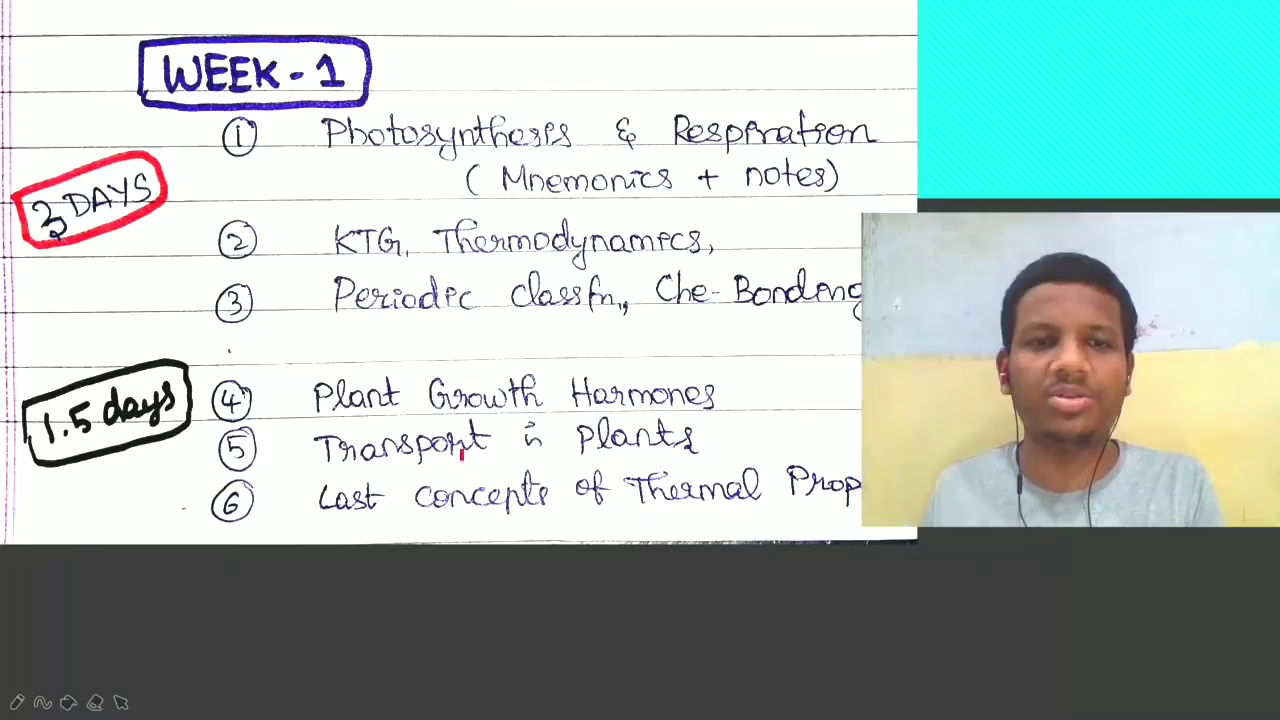 WEEK - 1
① Photosynthesis & Respiration
( Mnemonics + notes)
3 DAYS
② KTG, Thermodynamics,
③ Periodic classfn., Che- Bonding
1.5 days
④ Plant Growth Hormones
⑤ Transport in plants
⑥ Last concepts of Thermal Prop